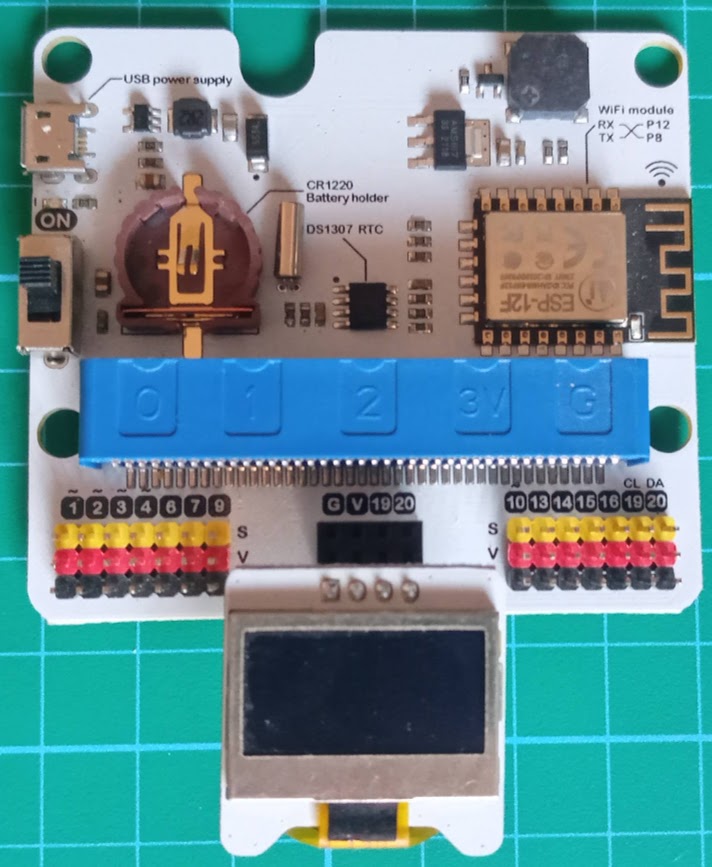 USB power supply
WiFi module
RX P12
TX P8
ON
CR1220
Battery holder
DS1307 RTC
ESP-12F
0 1 2 3V G
~ ~ ~ ~
1 2 3 4 6 7 9
G V 19 20
CL DA
~
10 13 14 15 16 19 20
S
V
S
V